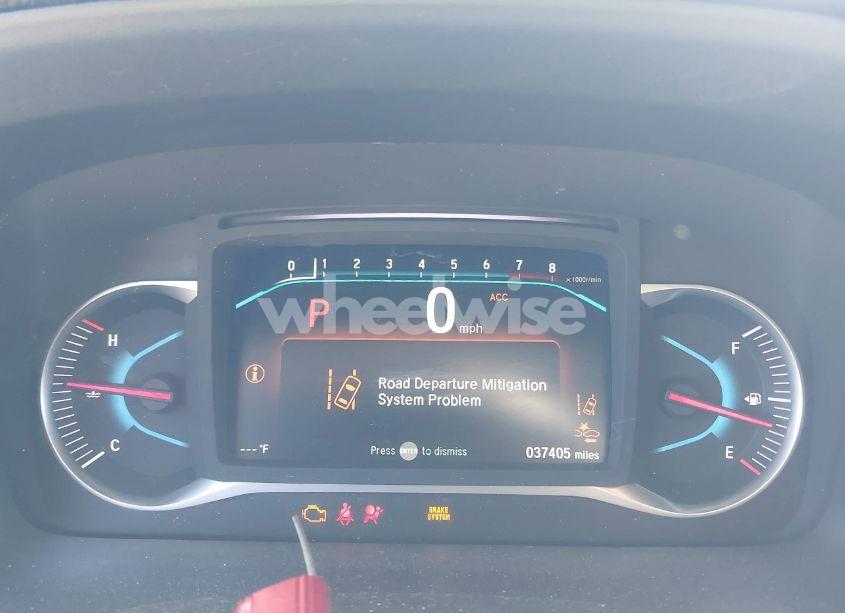 0 1 2 3 4 5 6 7 8
×1000r/min
P
0 mph
ACC
wheelwise
H
C
F
E
i
Road Departure Mitigation
System Problem
---°F
Press ENTER to dismiss
037405 miles
BRAKE
SYSTEM